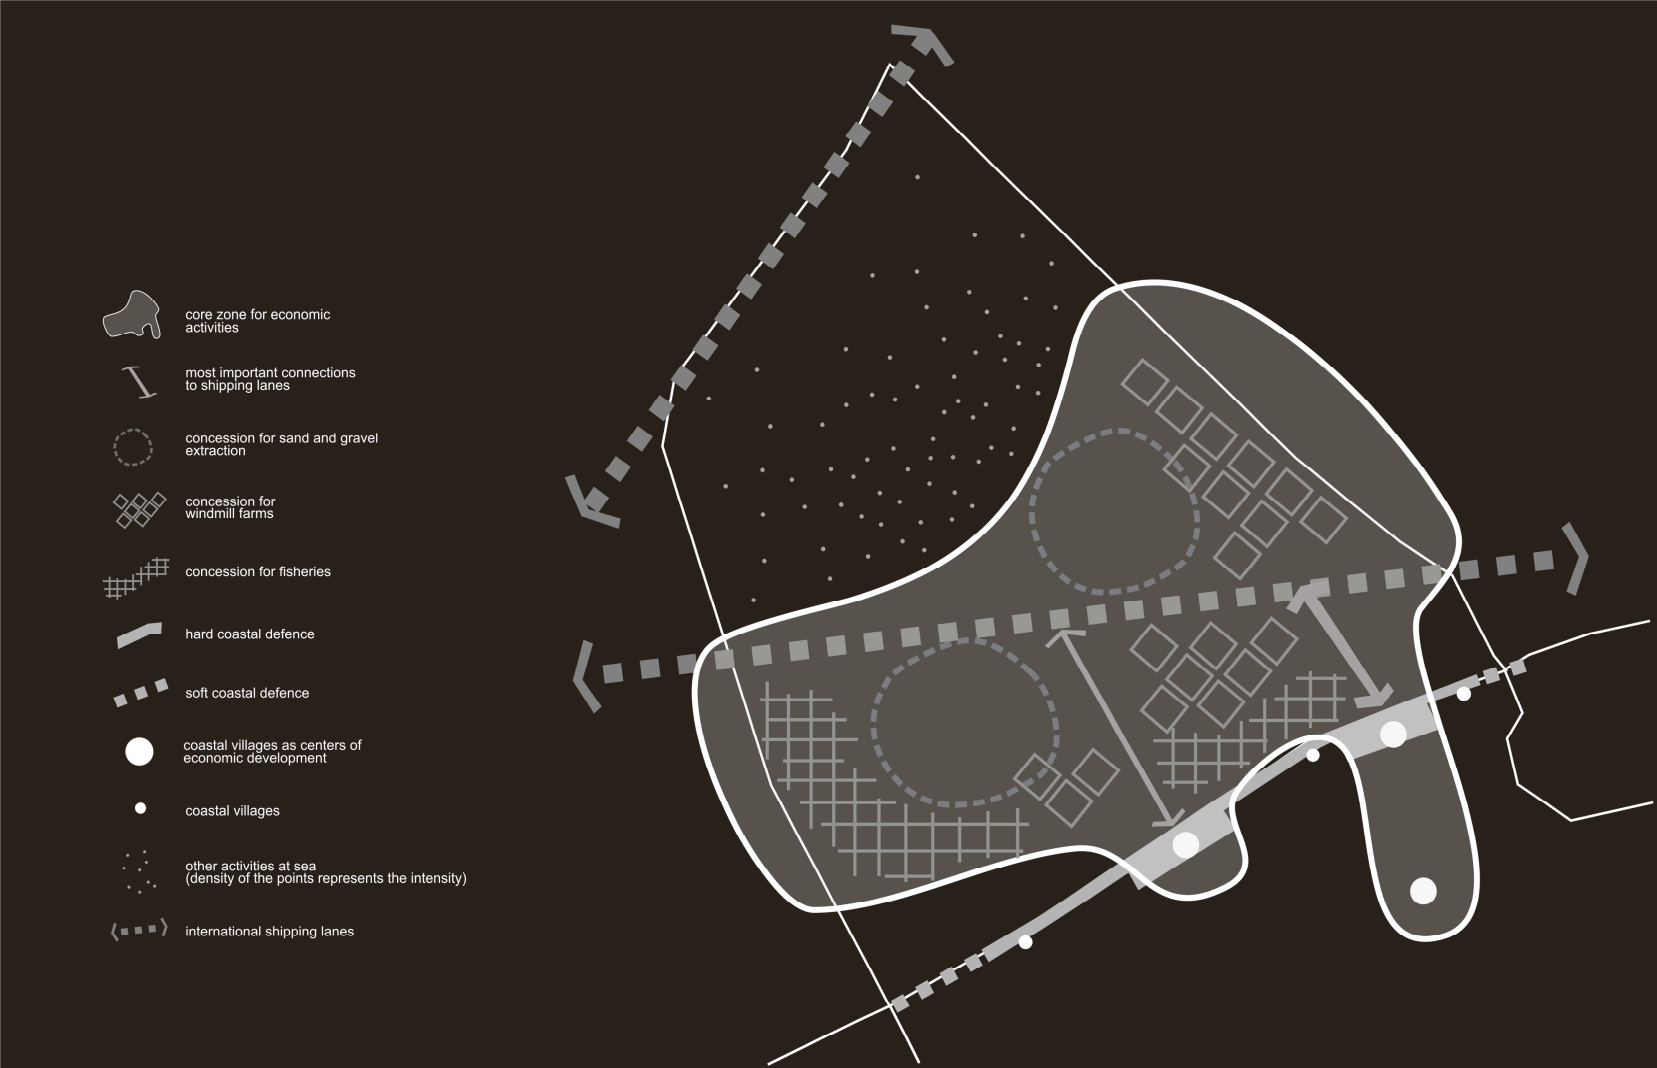 core zone for economic
activities
most important connections
to shipping lanes
concession for sand and gravel
extraction
concession for
windmill farms
concession for fisheries
hard coastal defence
soft coastal defence
coastal villages as centers of
economic development
coastal villages
other activities at sea
(density of the points represents the intensity)
international shipping lanes